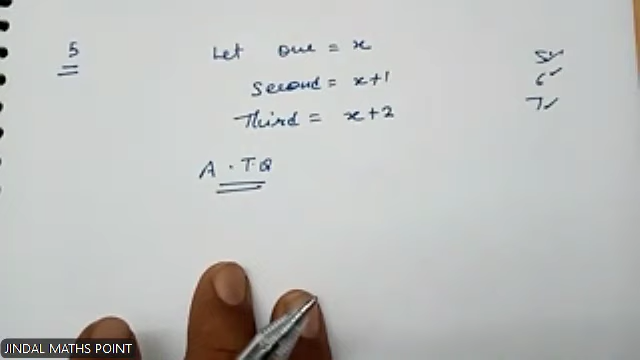 5 Let one = x 5✓
Second = x+1 6✓
Third = x+2 7✓
A.T.Q
JINDAL MATHS POINT